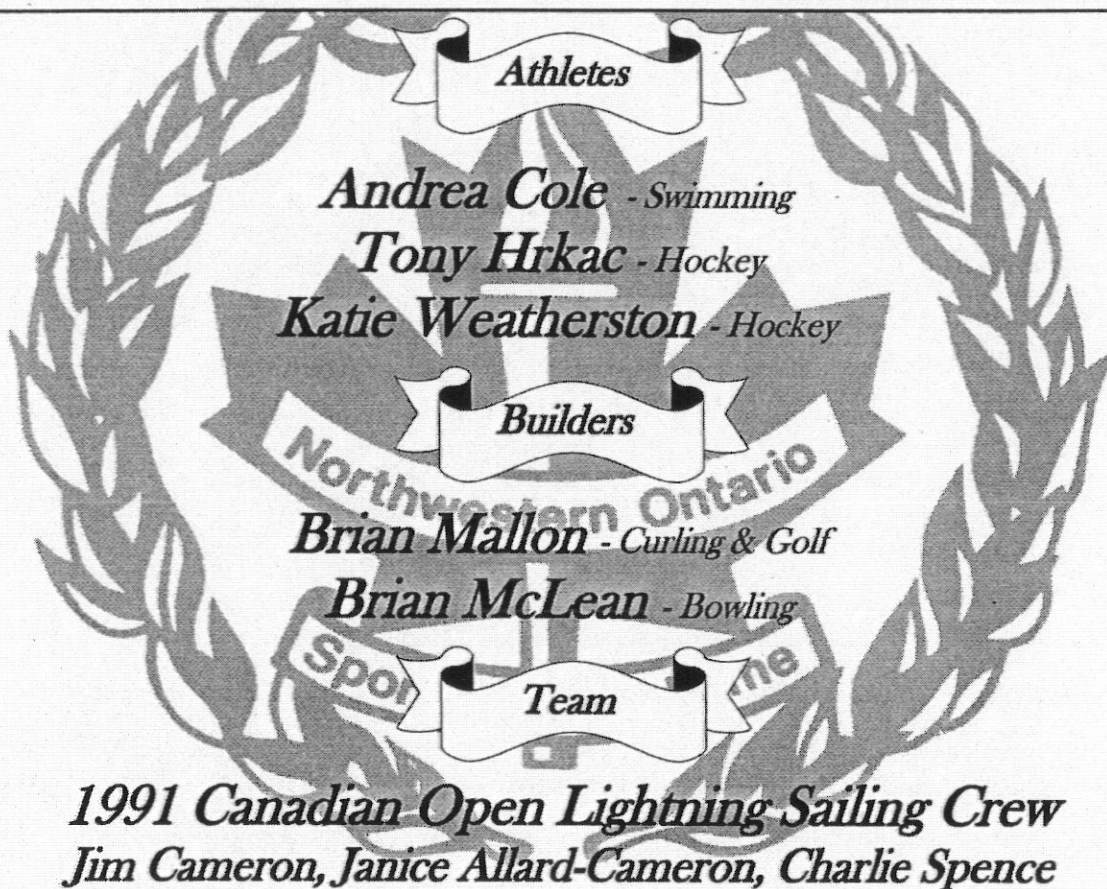 Athletes
Andrea Cole - Swimming
Tony Hrkac - Hockey
Katie Weatherston - Hockey
Builders
Northwestern Ontario
Brian Mallon - Curling & Golf
Brian McLean - Bowling
Team
1991 Canadian Open Lightning Sailing Crew
Jim Cameron, Janice Allard-Cameron, Charlie Spence